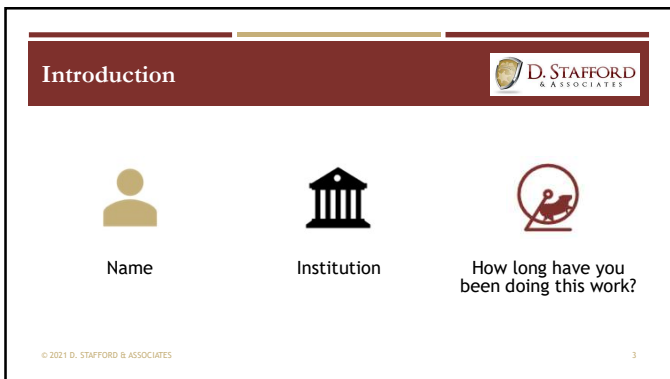 Introduction
D. STAFFORD
& ASSOCIATES
Name
Institution
How long have you
been doing this work?
© 2021 D. STAFFORD & ASSOCIATES
3